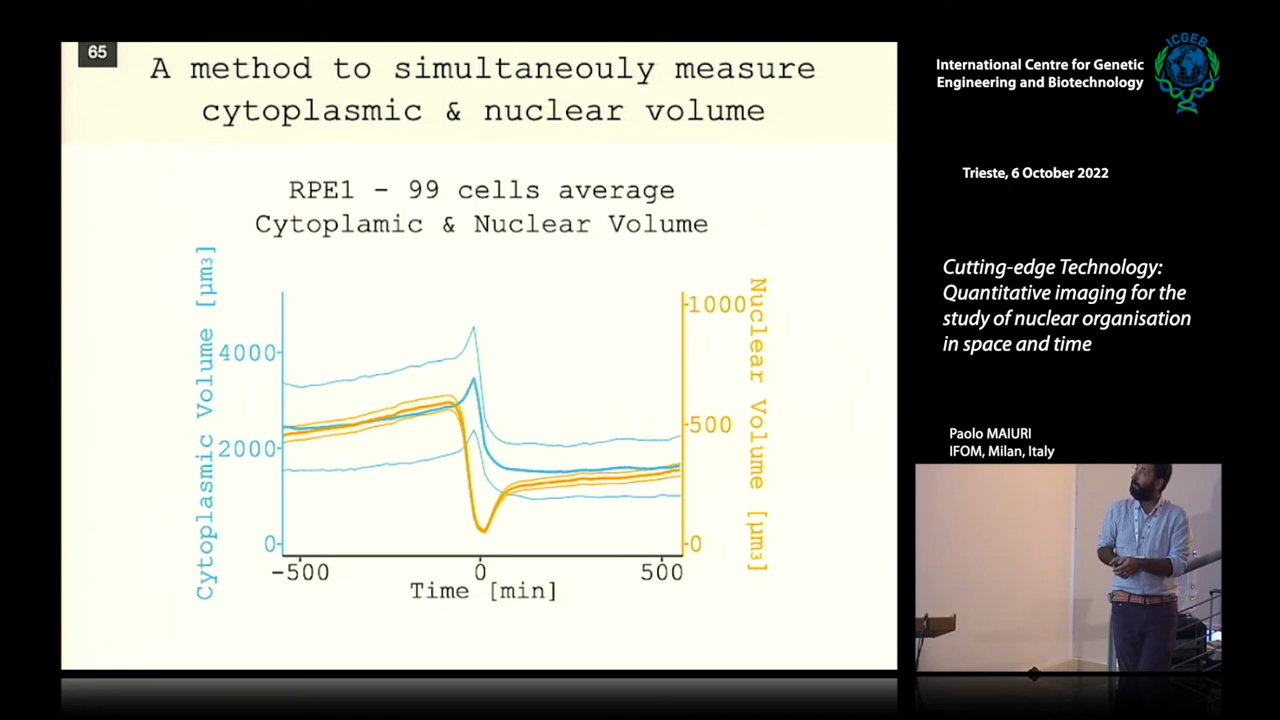 65
A method to simultaneouly measure
cytoplasmic & nuclear volume
RPE1 - 99 cells average
Cytoplamic & Nuclear Volume
Cytoplasmic Volume [µm3]
4000
2000
0
1000
500
0
Nuclear Volume [µm3]
-500
0
500
Time [min]
International Centre for Genetic
Engineering and Biotechnology
ICGEB
Trieste, 6 October 2022
Cutting-edge Technology:
Quantitative imaging for the
study of nuclear organisation
in space and time
Paolo MAIURI
IFOM, Milan, Italy